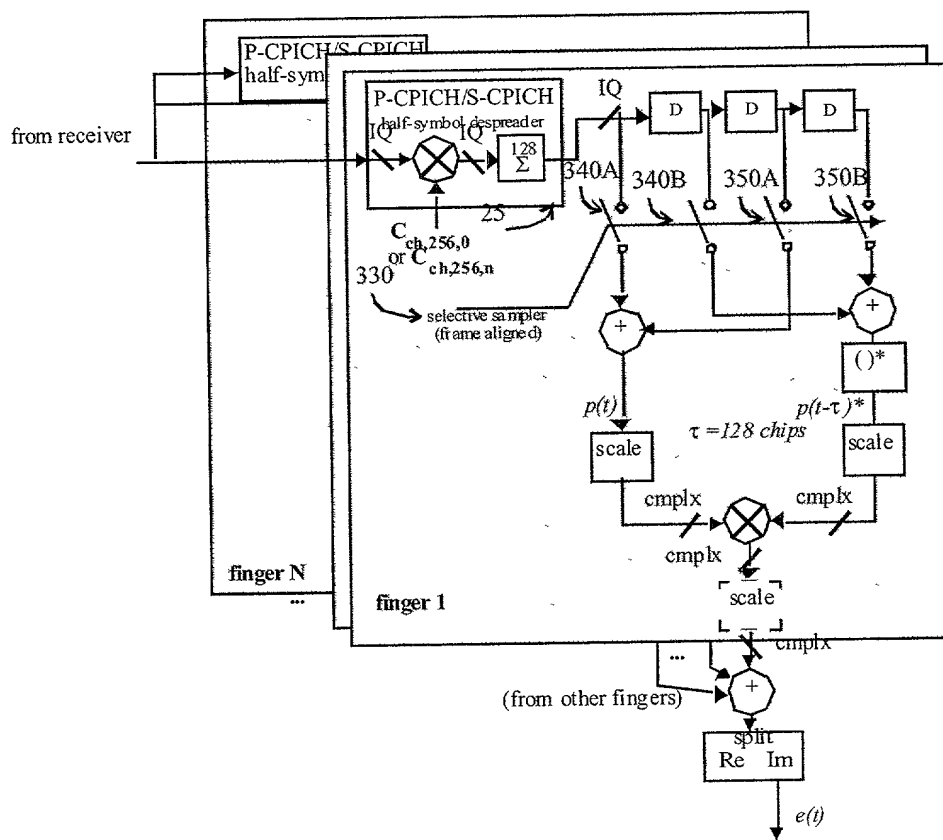 P-CPICH/S-CPICH
half-sym
P-CPICH/S-CPICH
half-symbol despreader
from receiver
IQ
IQ
128
Σ
IQ
D
D
D
340A
340B
350A
350B
25
C ch,256,0
or C ch,256,n
330
selective sampler
(frame aligned)
+
+
( )*
p(t)
p(t-τ)*
τ =128 chips
scale
scale
cmplx
cmplx
cmplx
scale
finger N
...
finger 1
cmplx
...
(from other fingers)
+
split
Re Im
e(t)